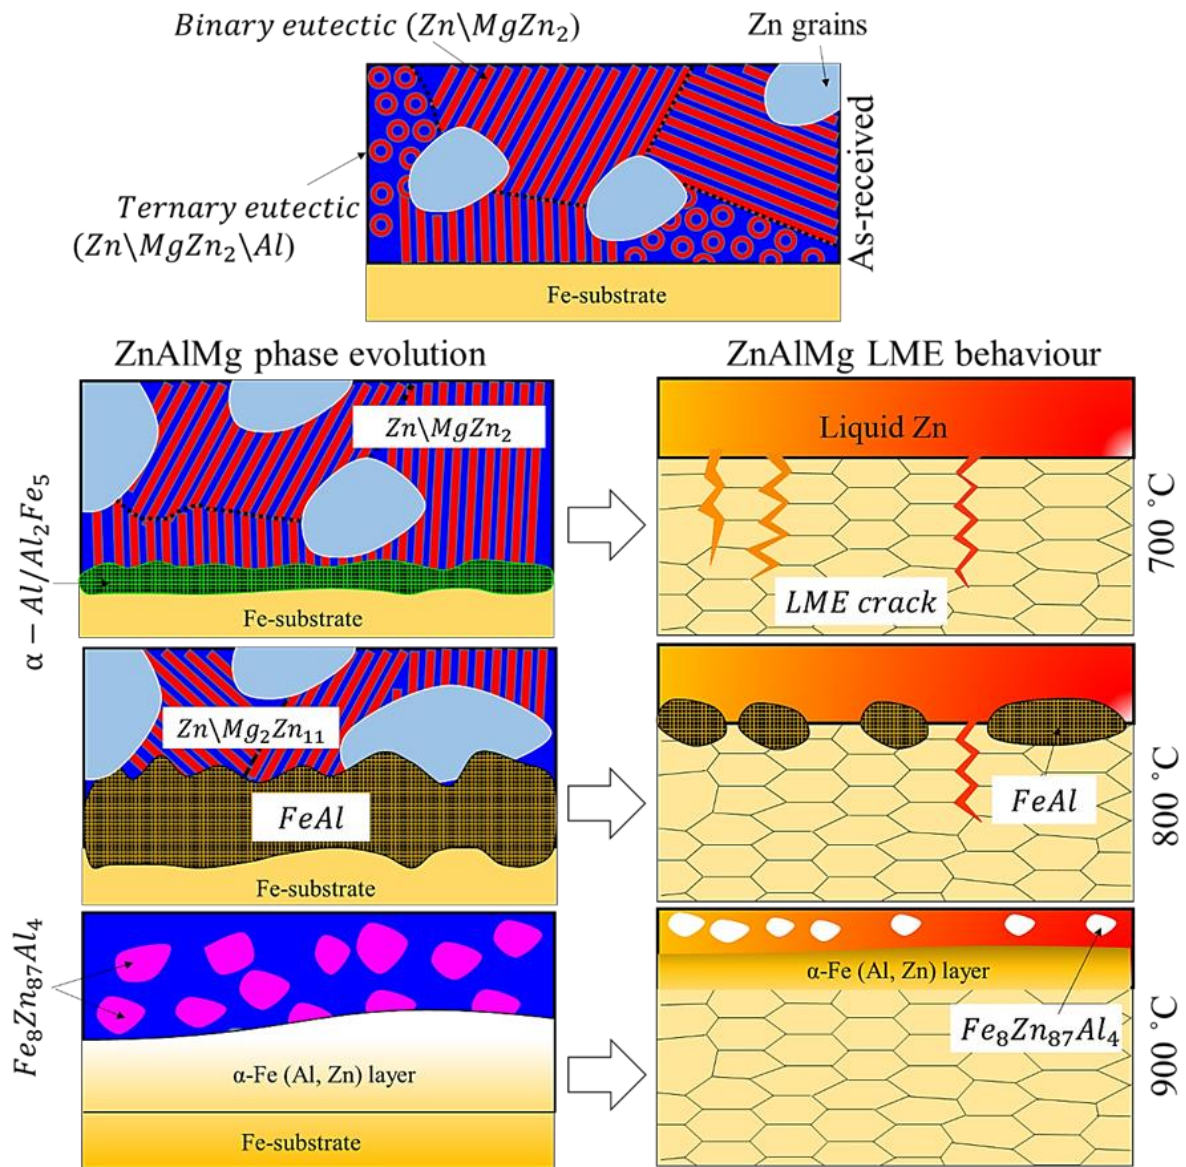 Binary eutectic (Zn\MgZn₂)
Zn grains
Ternary eutectic
(Zn\MgZn₂\Al)
As-received
Fe-substrate
ZnAlMg phase evolution
ZnAlMg LME behaviour
Zn\MgZn₂
α − Al/Al₂Fe₅
Fe-substrate
Liquid Zn
LME crack
700 °C
Zn\Mg₂Zn₁₁
FeAl
Fe-substrate
FeAl
800 °C
Fe₈Zn₈₇Al₄
α-Fe (Al, Zn) layer
Fe-substrate
α-Fe (Al, Zn) layer
Fe₈Zn₈₇Al₄
900 °C